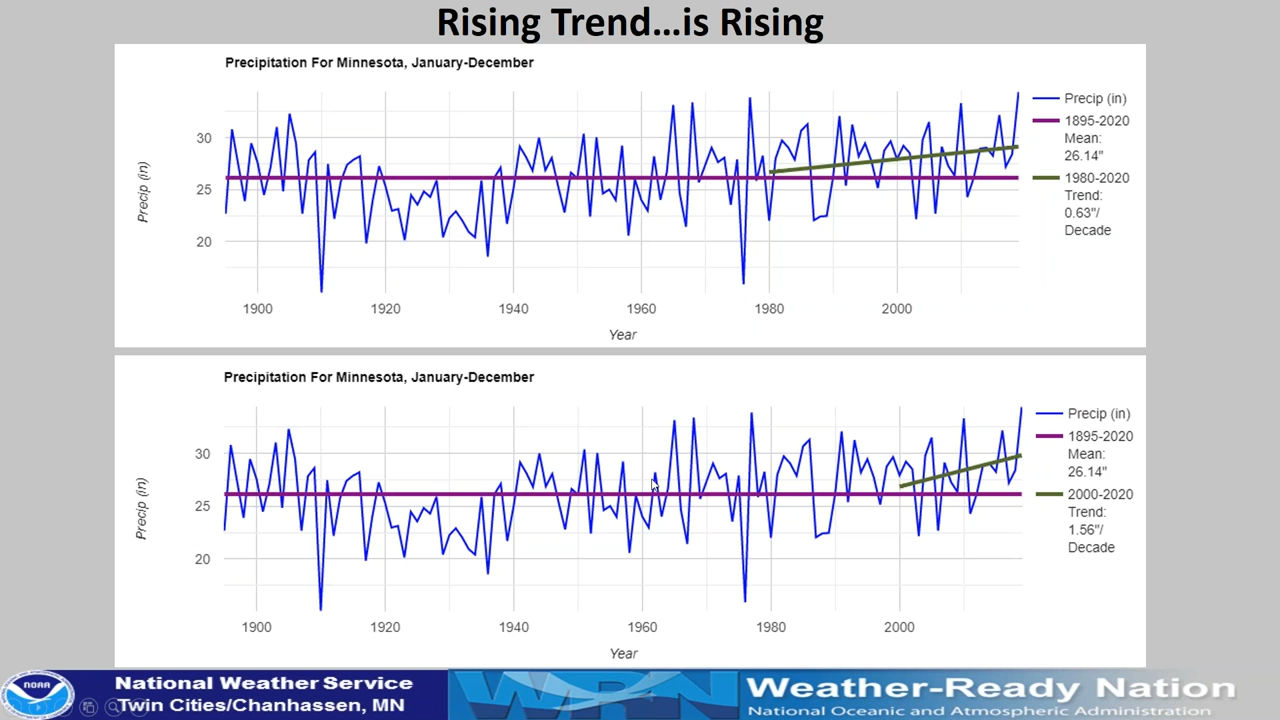 Rising Trend...is Rising
Precipitation For Minnesota, January-December
Precip (in)
30
25
20
1900
1920
1940
1960
1980
2000
Year
Precip (in)
1895-2020
Mean:
26.14"
1980-2020
Trend:
0.63"/
Decade
Precipitation For Minnesota, January-December
Precip (in)
30
25
20
1900
1920
1940
1960
1980
2000
Year
Precip (in)
1895-2020
Mean:
26.14"
2000-2020
Trend:
1.56"/
Decade
NOAA
National Weather Service
Twin Cities/Chanhassen, MN
WRN
Weather-Ready Nation
National Oceanic and Atmospheric Administration